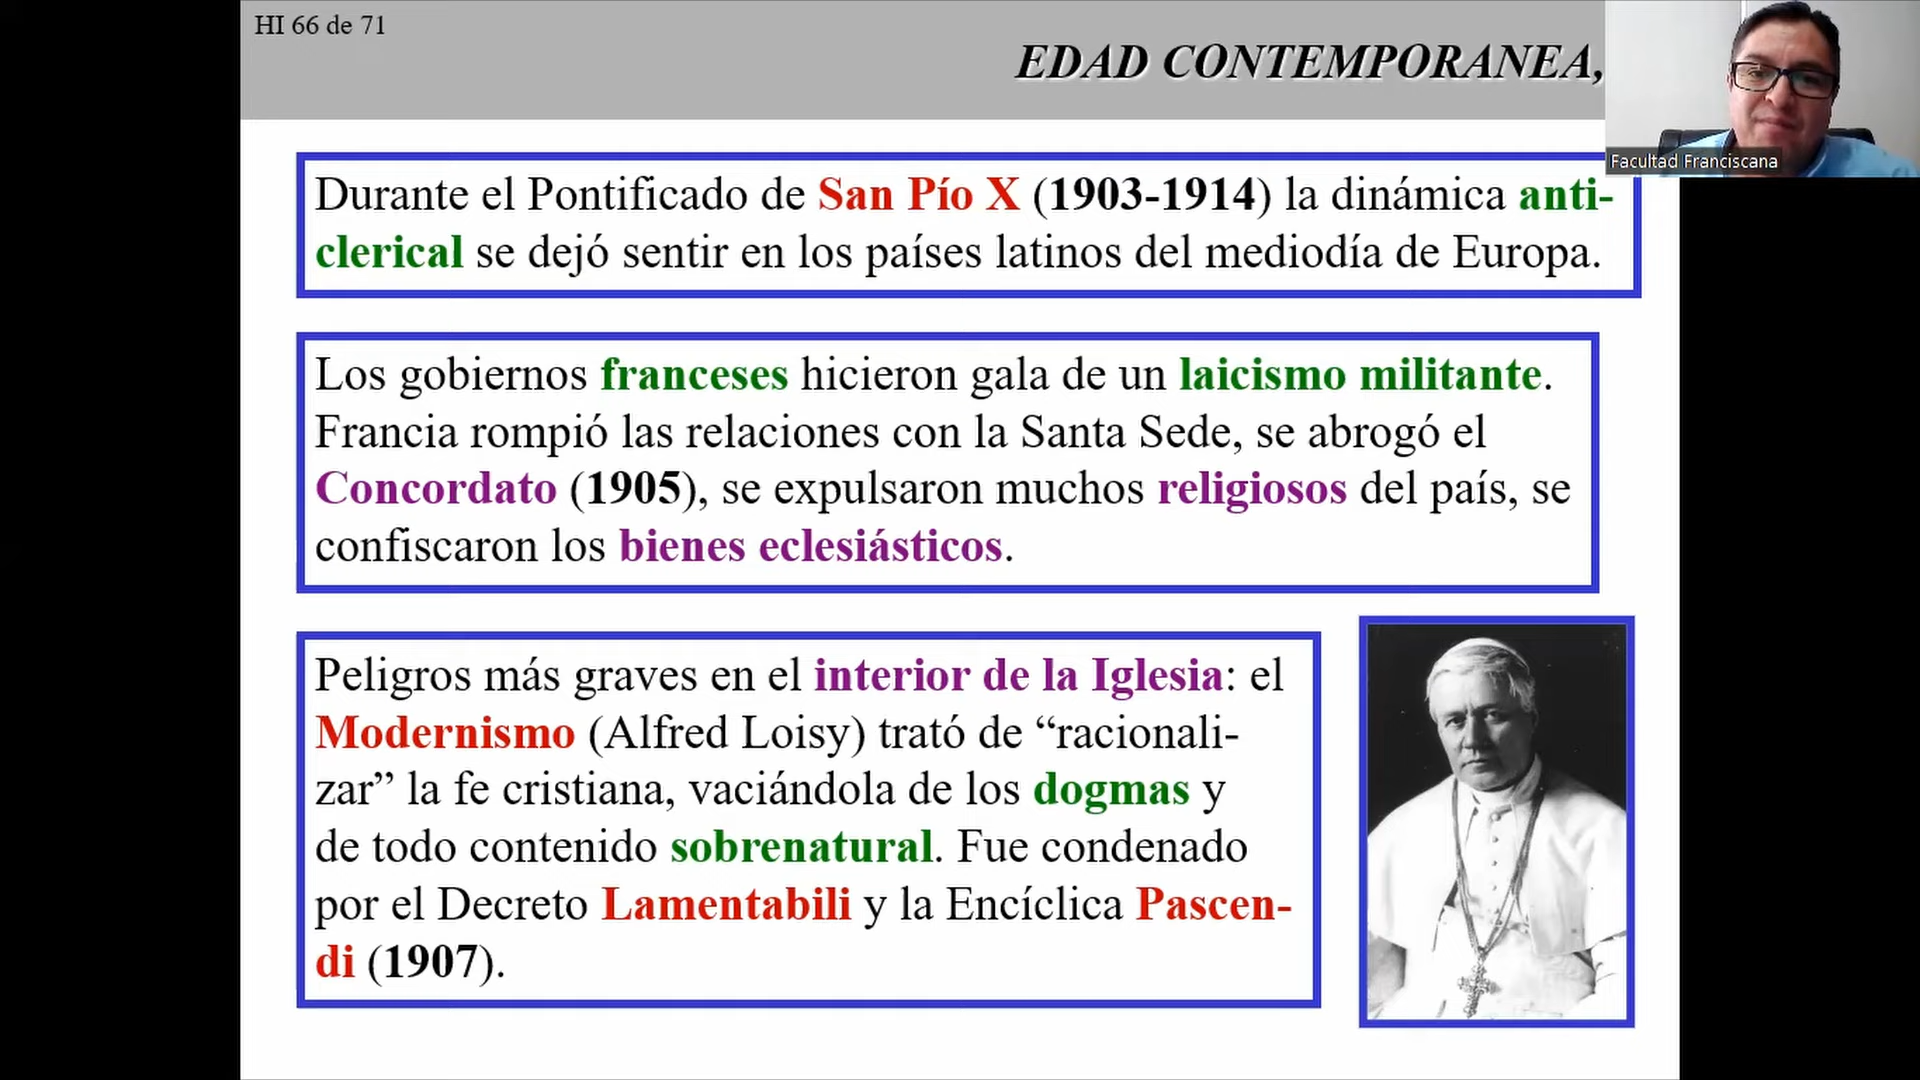 HI 66 de 71
EDAD CONTEMPORANEA,
Facultad Franciscana
Durante el Pontificado de San Pío X (1903-1914) la dinámica anti-
clerical se dejó sentir en los países latinos del mediodía de Europa.
Los gobiernos franceses hicieron gala de un laicismo militante.
Francia rompió las relaciones con la Santa Sede, se abrogó el
Concordato (1905), se expulsaron muchos religiosos del país, se
confiscaron los bienes eclesiásticos.
Peligros más graves en el interior de la Iglesia: el
Modernismo (Alfred Loisy) trató de “racionali-
zar” la fe cristiana, vaciándola de los dogmas y
de todo contenido sobrenatural. Fue condenado
por el Decreto Lamentabili y la Encíclica Pascen-
di (1907).